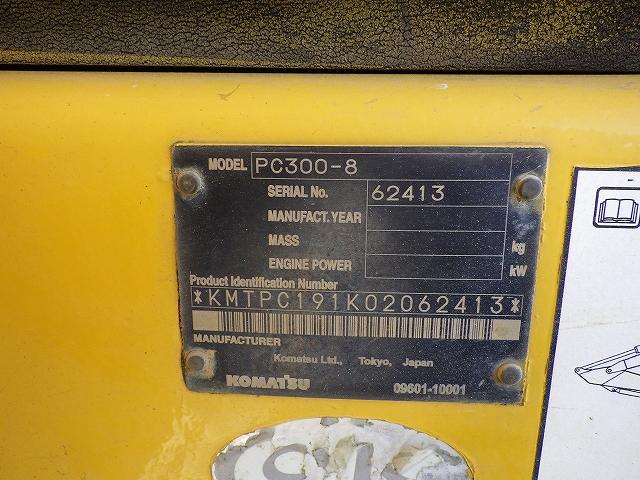 MODEL PC300-8
SERIAL No. 62413
MANUFACT. YEAR
MASS kg
ENGINE POWER kW
Product Identification Number
*KMTPC191K02062413*
MANUFACTURER
Komatsu Ltd., Tokyo, Japan
KOMATSU 09601-10001